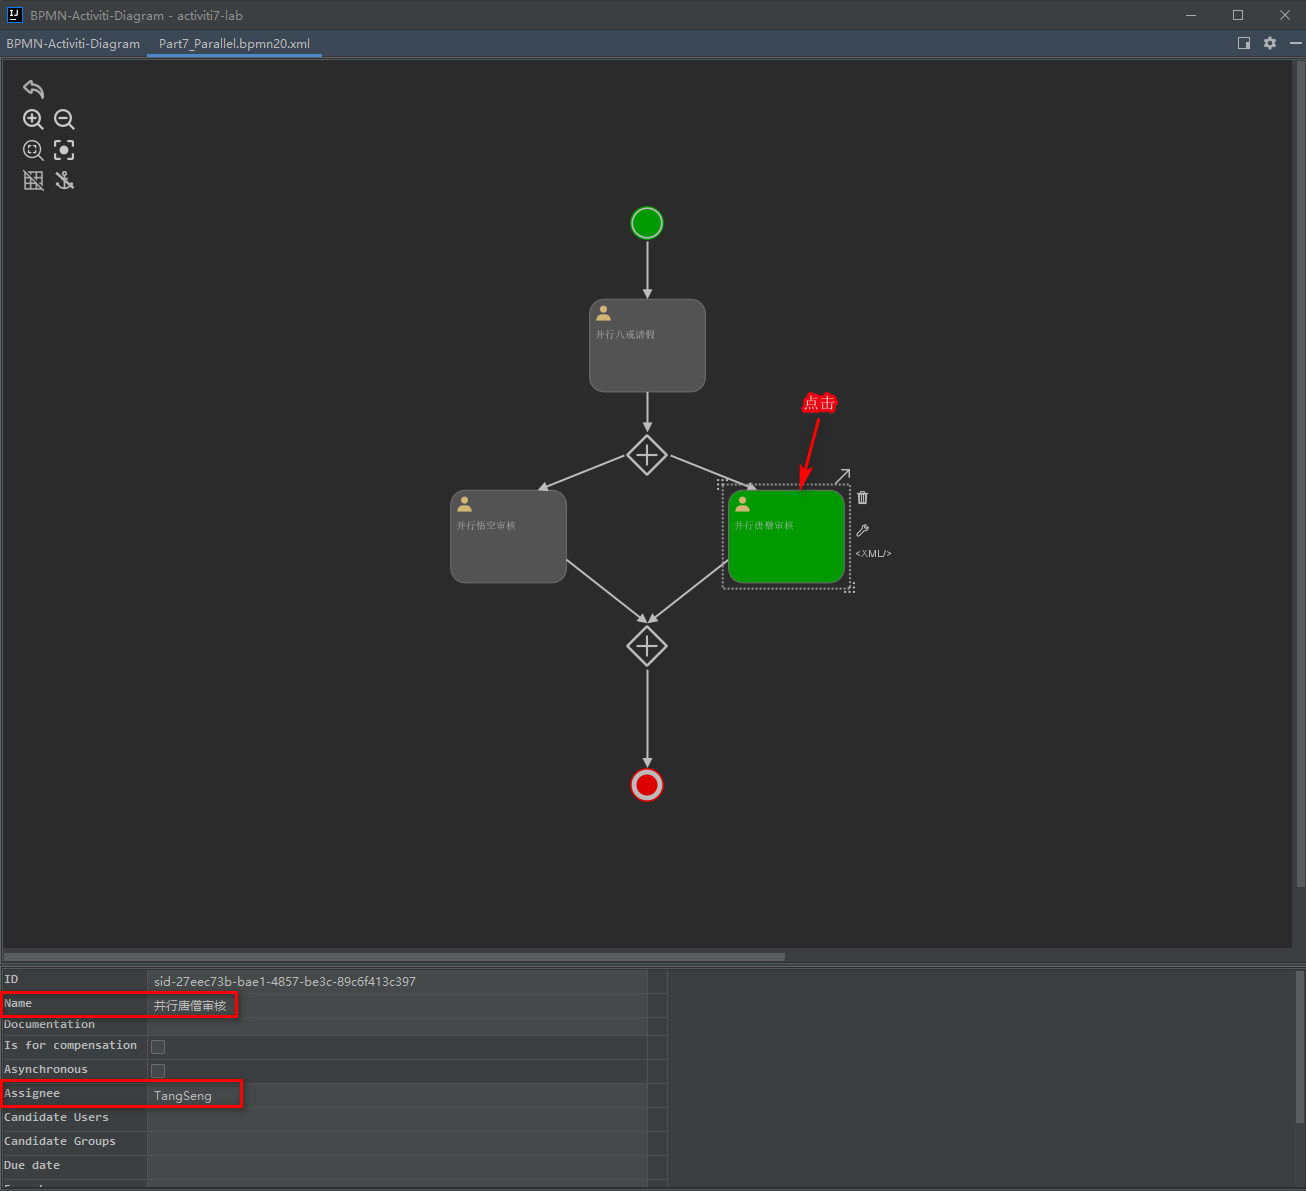 BPMN-Activiti-Diagram - activiti7-lab
BPMN-Activiti-Diagram
Part7_Parallel.bpmn20.xml
并行八戒请假
点击
并行悟空审核
并行唐僧审核
<XML/>
ID
sid-27eec73b-bae1-4857-be3c-89c6f413c397
Name
并行唐僧审核
Documentation
Is for compensation
Asynchronous
Assignee
TangSeng
Candidate Users
Candidate Groups
Due date